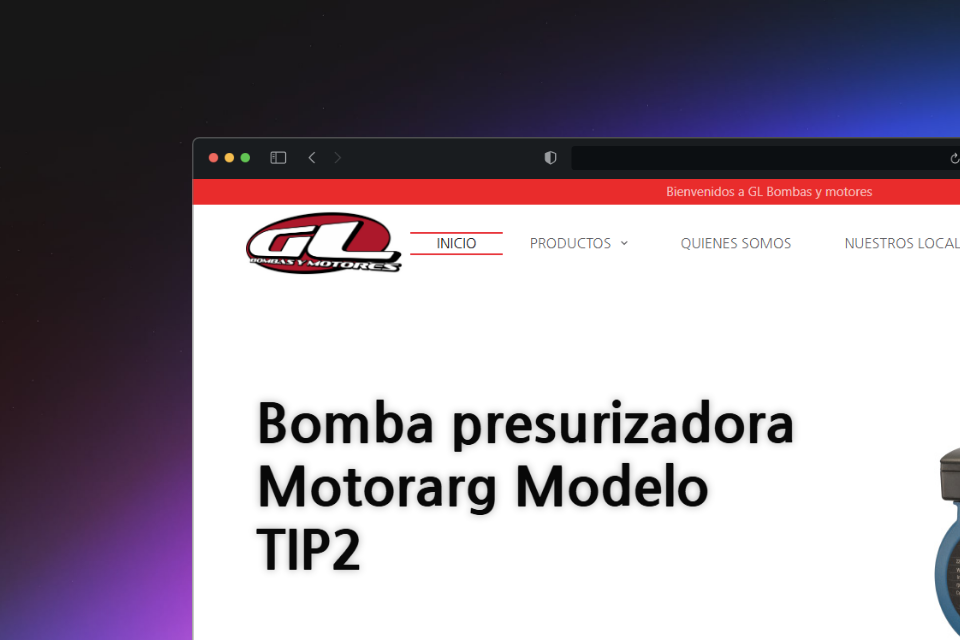 Bienvenidos a GL Bombas y motores
GL
BOMBAS Y MOTORES
INICIO
PRODUCTOS
QUIENES SOMOS
NUESTROS LOCAL
Bomba presurizadora
Motorarg Modelo
TIP2